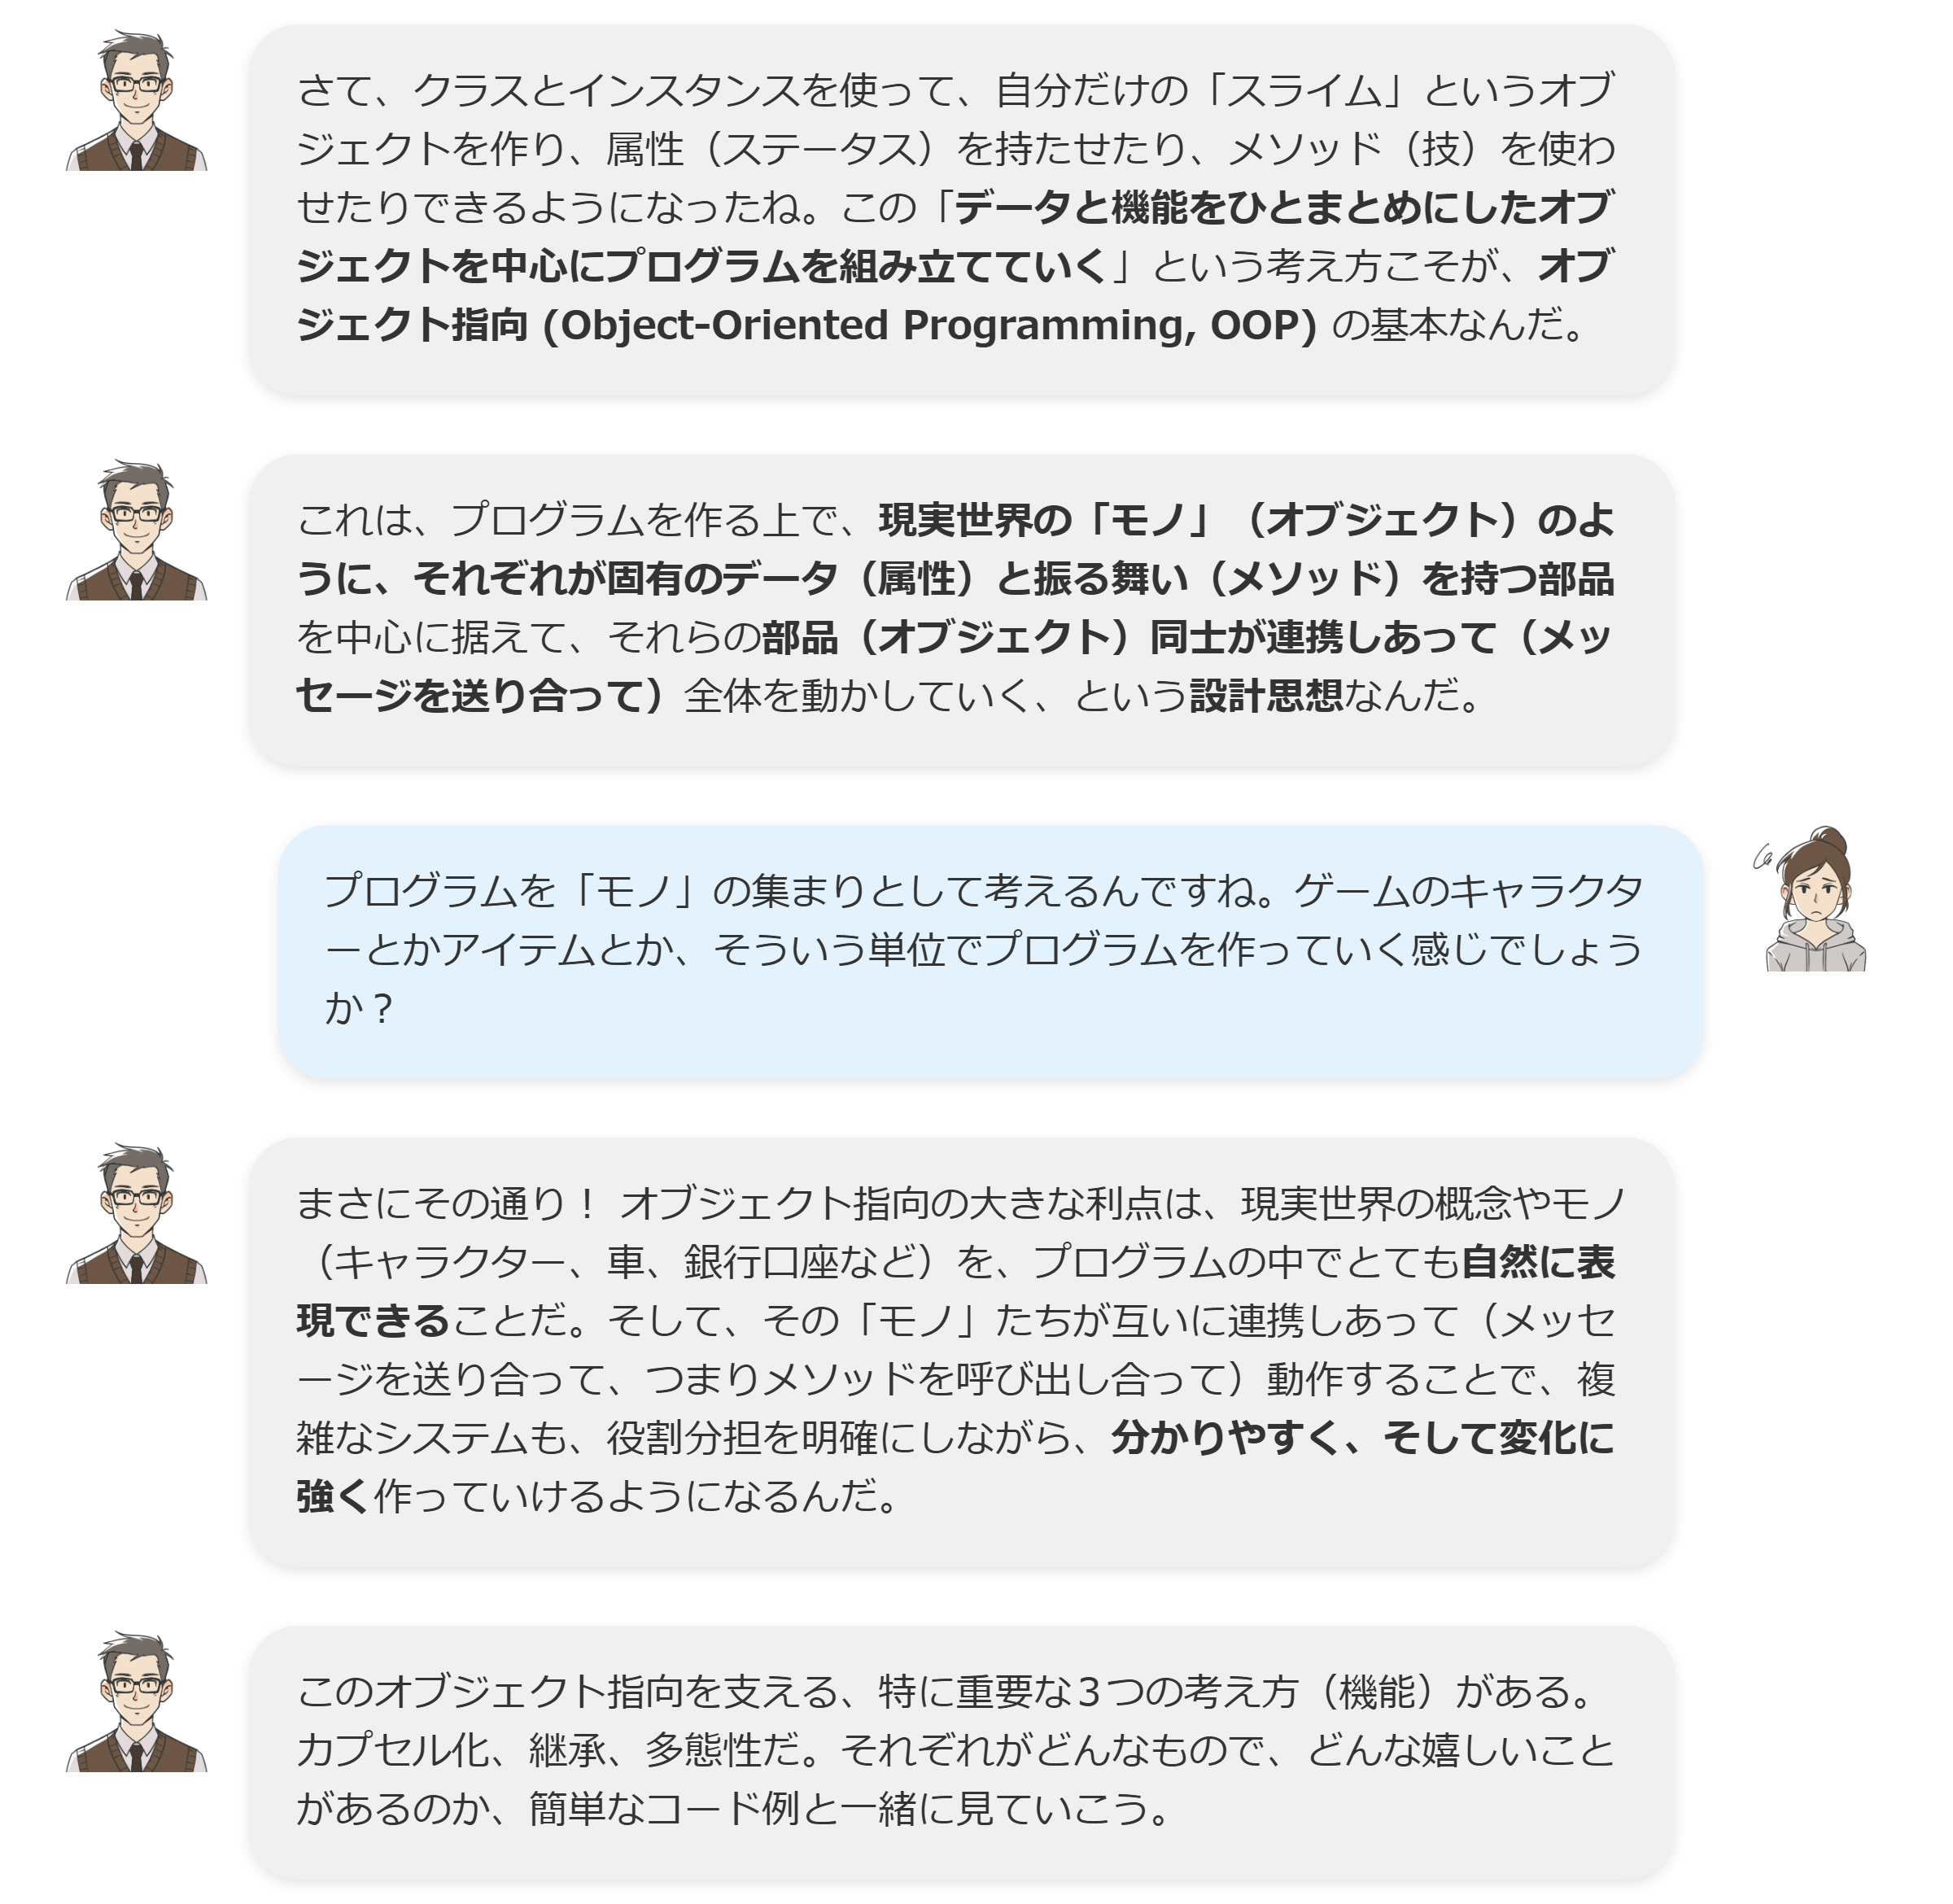 さて、クラスとインスタンスを使って、自分だけの「スライム」というオブ
ジェクトを作り、属性（ステータス）を持たせたり、メソッド（技）を使わ
せたりできるようになったね。この「データと機能をひとまとめにしたオブ
ジェクトを中心にプログラムを組み立てていく」という考え方こそが、オブ
ジェクト指向 (Object-Oriented Programming, OOP) の基本なんだ。
これは、プログラムを作る上で、現実世界の「モノ」（オブジェクト）のよ
うに、それぞれが固有のデータ（属性）と振る舞い（メソッド）を持つ部品
を中心に据えて、それらの部品（オブジェクト）同士が連携しあって（メッ
セージを送り合って）全体を動かしていく、という設計思想なんだ。
プログラムを「モノ」の集まりとして考えるんですね。ゲームのキャラクタ
ーとかアイテムとか、そういう単位でプログラムを作っていく感じでしょう
か？
まさにその通り！ オブジェクト指向の大きな利点は、現実世界の概念やモノ
（キャラクター、車、銀行口座など）を、プログラムの中でとても自然に表
現できることだ。そして、その「モノ」たちが互いに連携しあって（メッセ
ージを送り合って、つまりメソッドを呼び出し合って）動作することで、複
雑なシステムも、役割分担を明確にしながら、分かりやすく、そして変化に
強く作っていけるようになるんだ。
このオブジェクト指向を支える、特に重要な３つの考え方（機能）がある。
カプセル化、継承、多態性だ。それぞれがどんなもので、どんな嬉しいこと
があるのか、簡単なコード例と一緒に見ていこう。